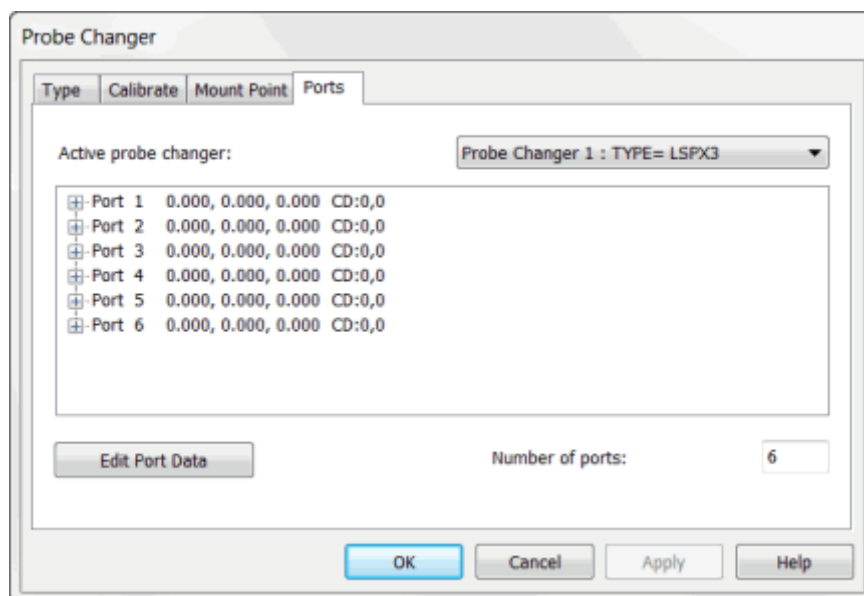 Probe Changer
Type Calibrate Mount Point Ports
Active probe changer: Probe Changer 1 : TYPE= LSPX3
Port 1 0.000, 0.000, 0.000 CD:0,0
Port 2 0.000, 0.000, 0.000 CD:0,0
Port 3 0.000, 0.000, 0.000 CD:0,0
Port 4 0.000, 0.000, 0.000 CD:0,0
Port 5 0.000, 0.000, 0.000 CD:0,0
Port 6 0.000, 0.000, 0.000 CD:0,0
Edit Port Data Number of ports: 6
OK Cancel Apply Help